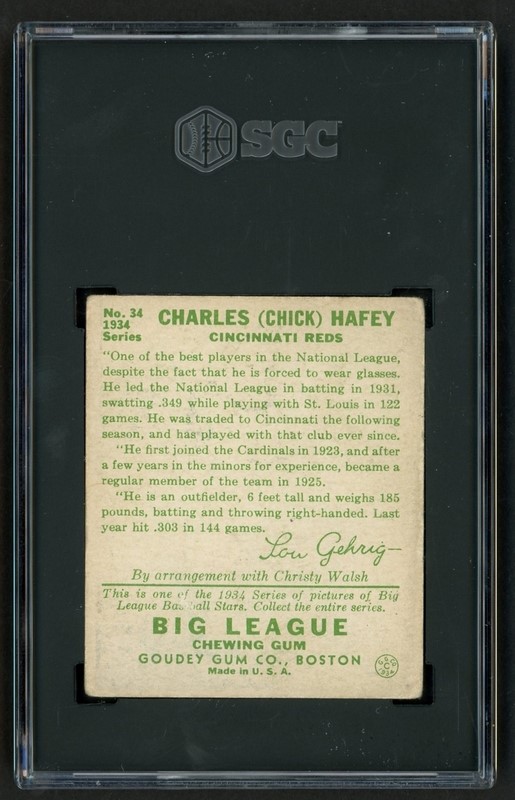 SGC
No. 34
1934
Series
CHARLES (CHICK) HAFEY
CINCINNATI REDS
"One of the best players in the National League,
despite the fact that he is forced to wear glasses.
He led the National League in batting in 1931,
swatting .349 while playing with St. Louis in 122
games. He was traded to Cincinnati the following
season, and has played with that club ever since.
"He first joined the Cardinals in 1923, and after
a few years in the minors for experience, became a
regular member of the team in 1925.
"He is an outfielder, 6 feet tall and weighs 185
pounds, batting and throwing right-handed. Last
year hit .303 in 144 games.
Lou Gehrig
By arrangement with Christy Walsh
This is one of the 1934 Series of pictures of Big
League Baseball Stars. Collect the entire series.
BIG LEAGUE
CHEWING GUM
GOUDEY GUM CO., BOSTON
Made in U. S. A.